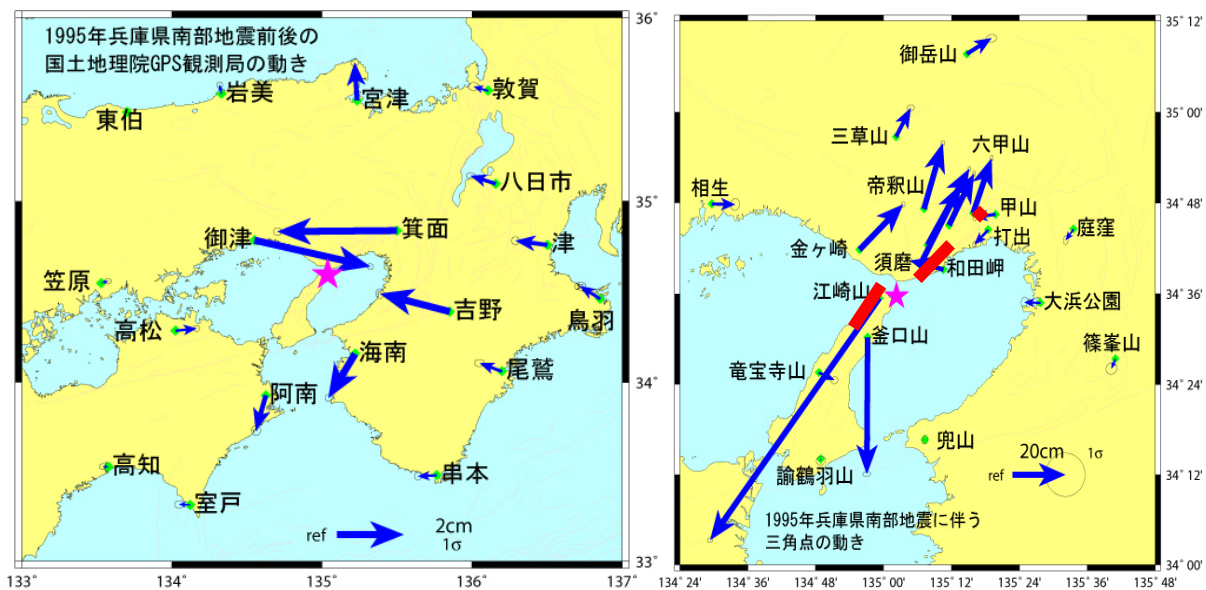 1995年兵庫県南部地震前後の
国土地理院GPS観測局の動き
岩美
宮津
敦賀
東伯
八日市
箕面
御津
津
笠原
吉野
高松
鳥羽
海南
尾鷲
阿南
高知
串本
室戸
ref
2cm
1σ
36°
35°
34°
33°
133°
134°
135°
136°
137°
御岳山
三草山
六甲山
帝釈山
相生
甲山
打出
庭窪
金ヶ崎
須磨
和田岬
江崎山
大浜公園
釜口山
篠峯山
竜宝寺山
兜山
諭鶴羽山
20cm
1σ
ref
1995年兵庫県南部地震に伴う
三角点の動き
35° 12'
35° 00'
34° 48'
34° 36'
34° 24'
34° 12'
34° 00'
134° 24'
134° 36'
134° 48'
135° 00'
135° 12'
135° 24'
135° 36'
135° 48'